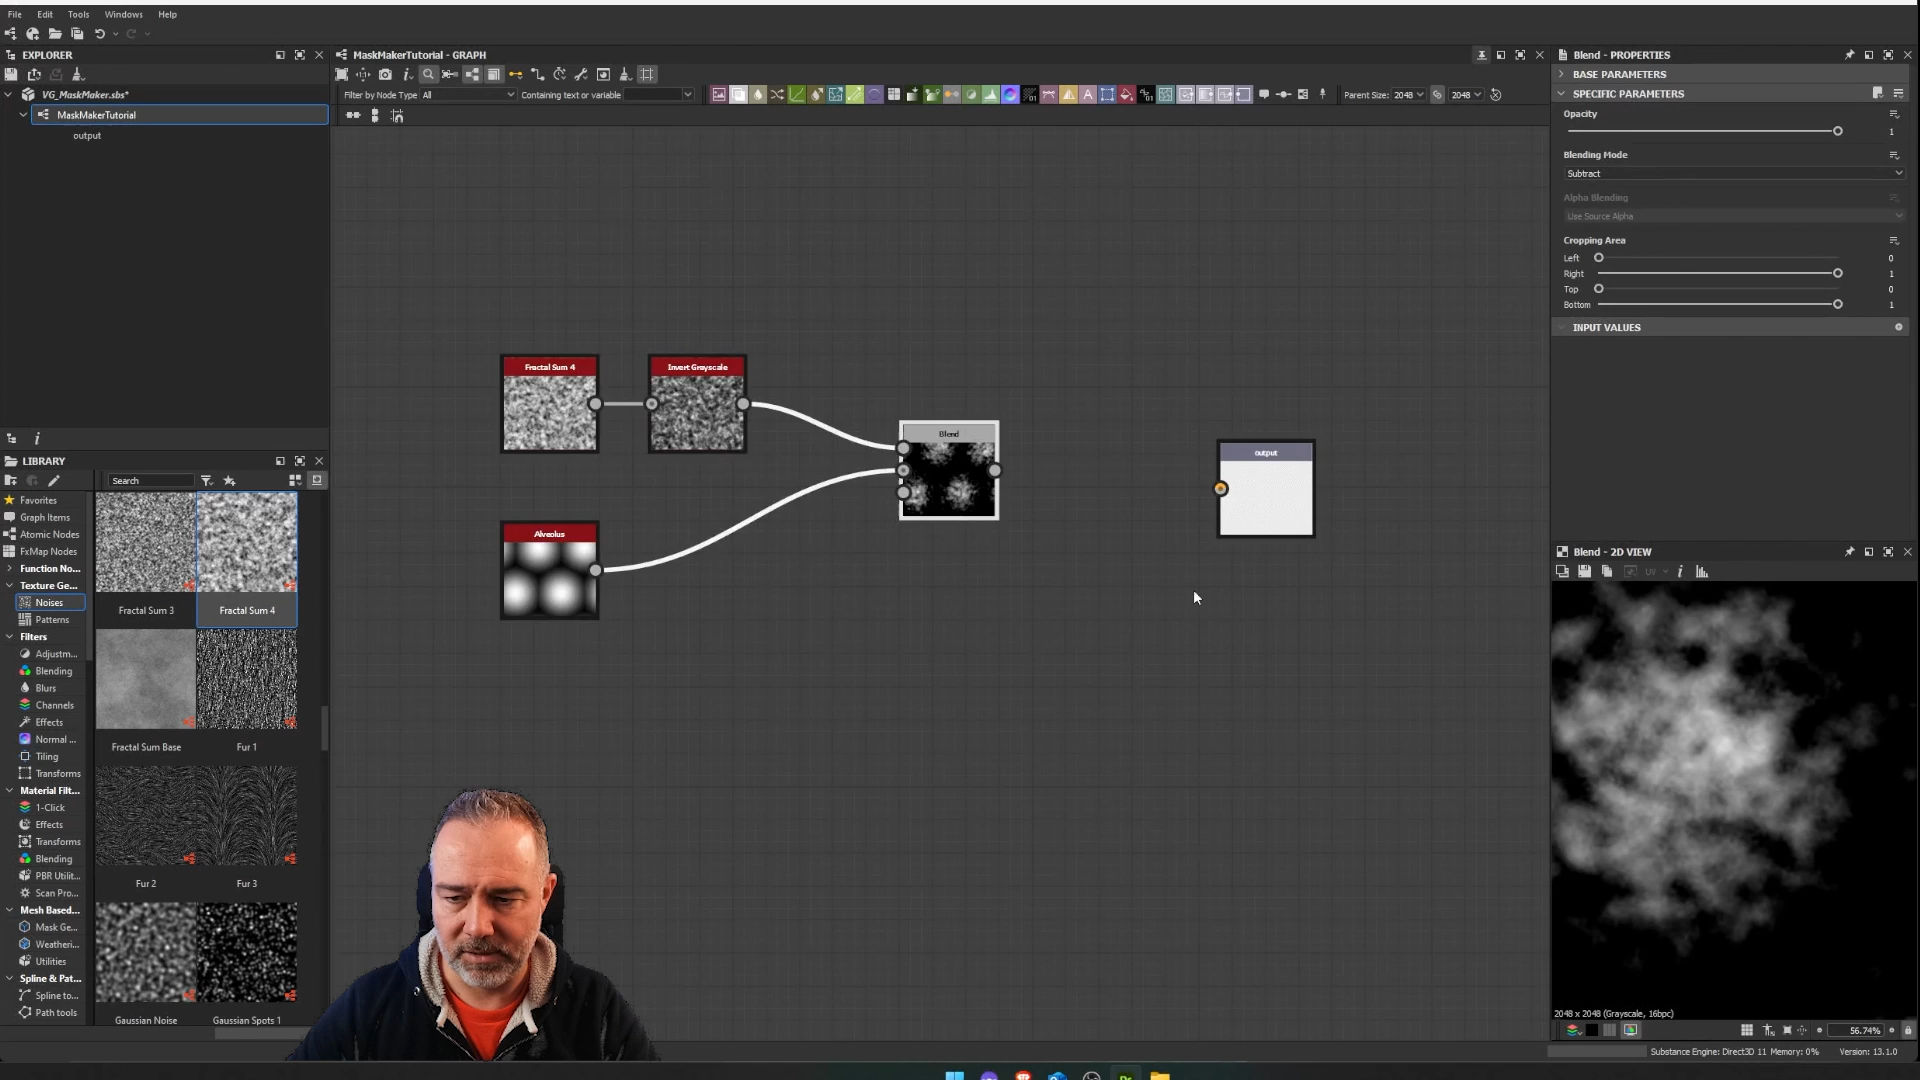 File Edit Tools Windows Help
EXPLORER
VG_MaskMaker.sbs*
MaskMakerTutorial
output
MaskMakerTutorial - GRAPH
Filter by Node Type All
Containing text or variable
Parent Size: 2048
2048
LIBRARY
Search
Favorites
Graph Items
Atomic Nodes
FxMap Nodes
Function No...
Texture Ge...
Noises
Patterns
Filters
Adjustm...
Blending
Blurs
Channels
Effects
Normal ...
Tiling
Transforms
Material Filt...
1-Click
Effects
Transforms
Blending
PBR Utilit...
Scan Pro...
Mesh Based...
Mask Ge...
Weatheri...
Utilities
Spline & Pat...
Spline to...
Path tools
Fractal Sum 3
Fractal Sum 4
Fractal Sum Base
Fur 1
Fur 2
Fur 3
Gaussian Noise
Gaussian Spots 1
Fractal Sum 4
Invert Grayscale
Alveolus
Blend
output
Blend - PROPERTIES
BASE PARAMETERS
SPECIFIC PARAMETERS
Opacity
1
Blending Mode
Subtract
Alpha Blending
Use Source Alpha
Cropping Area
Left 0
Right 1
Top 0
Bottom 1
INPUT VALUES
Blend - 2D VIEW
UV
2048 x 2048 (Grayscale, 16bpc)
56.74%
Substance Engine: Direct3D 11 Memory: 0% Version: 13.1.0